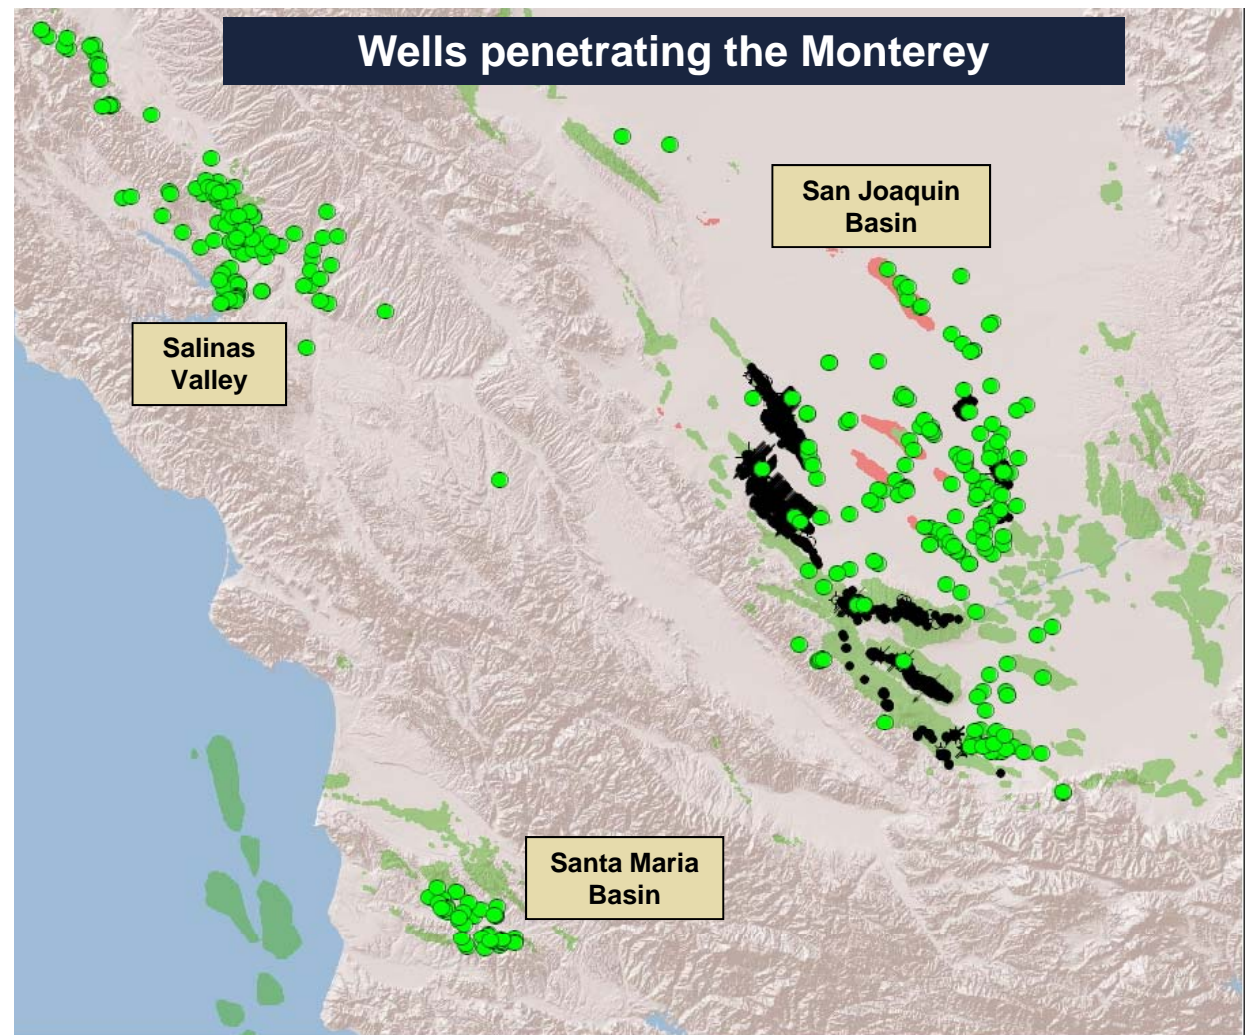 Wells penetrating the Monterey
San Joaquin
Basin
Salinas
Valley
Santa Maria
Basin